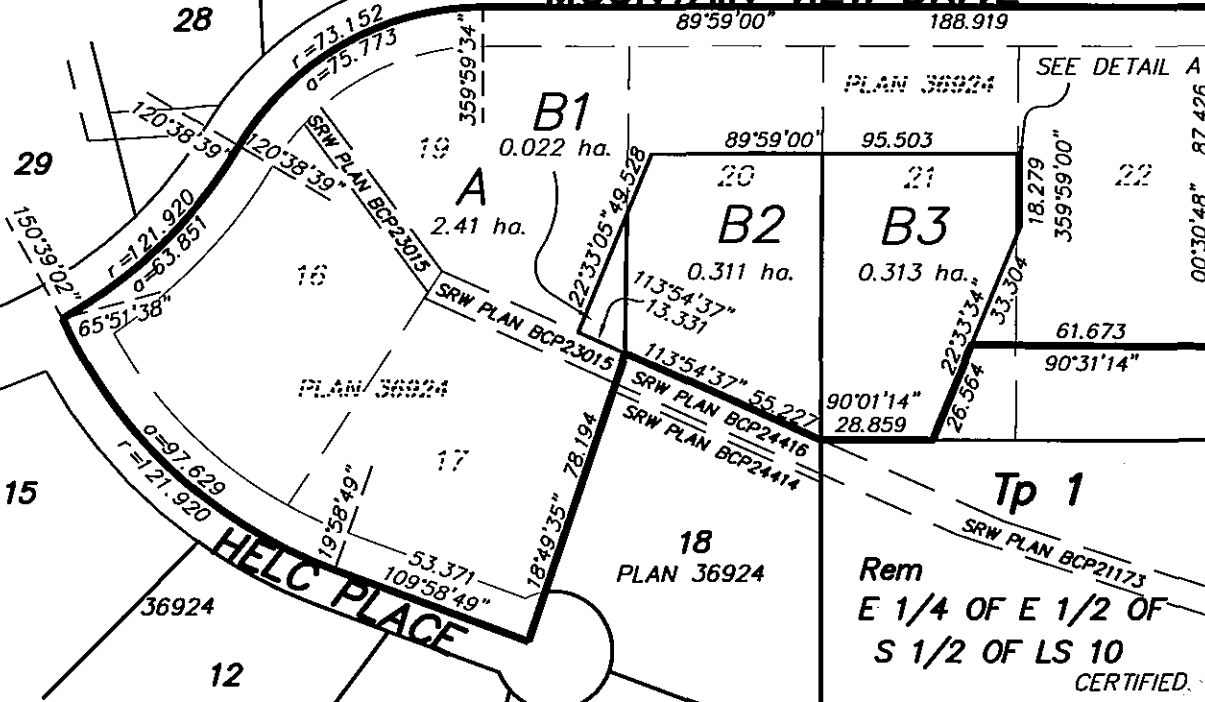 MOUNTAIN VIEW DRIVE
28
r=73.152
a=75.773
359°59'34"
89°59'00"
188.919
SEE DETAIL A
PLAN 36924
87.426
00°30'48"
B1
0.022 ha.
120°38'39"
120°38'39"
SRW PLAN BCP23015
19
89°59'00"
95.503
29
A
2.41 ha.
22°33'05"
49.528
20
21
22
18.279
359°59'00"
B2
0.311 ha.
B3
0.313 ha.
150°39'02"
r=121.920
a=63.851
65°51'38"
16
SRW PLAN BCP23015
113°54'37"
13.331
22°33'34"
33.304
61.673
90°31'14"
PLAN 36924
113°54'37"
55.227
SRW PLAN BCP24416
SRW PLAN BCP24414
90°01'14"
28.859
26.564
a=97.629
r=121.920
17
78.194
18°49'35"
19°58'49"
53.371
109°58'49"
15
HELC PLACE
18
PLAN 36924
Tp 1
SRW PLAN BCP21173
36924
12
Rem
E 1/4 OF E 1/2 OF
S 1/2 OF LS 10
CERTIFIED